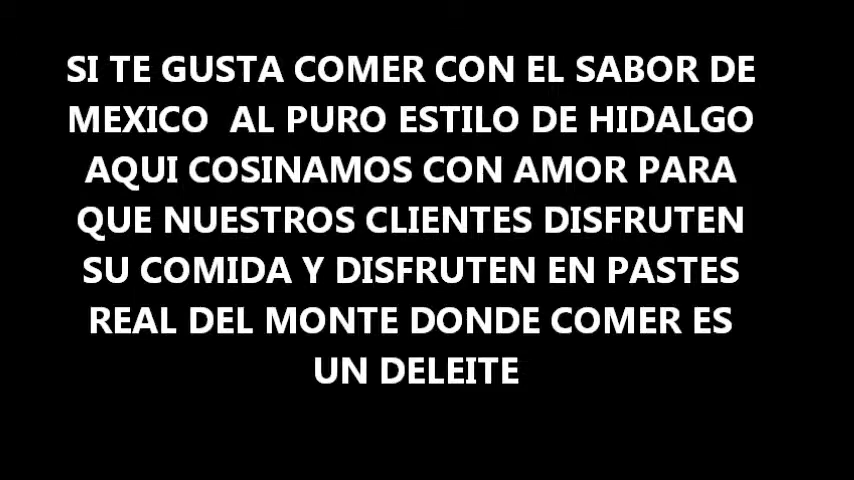 SI TE GUSTA COMER CON EL SABOR DE
MEXICO  AL PURO ESTILO DE HIDALGO
AQUI COSINAMOS CON AMOR PARA
QUE NUESTROS CLIENTES DISFRUTEN
SU COMIDA Y DISFRUTEN EN PASTES
REAL DEL MONTE DONDE COMER ES
UN DELEITE